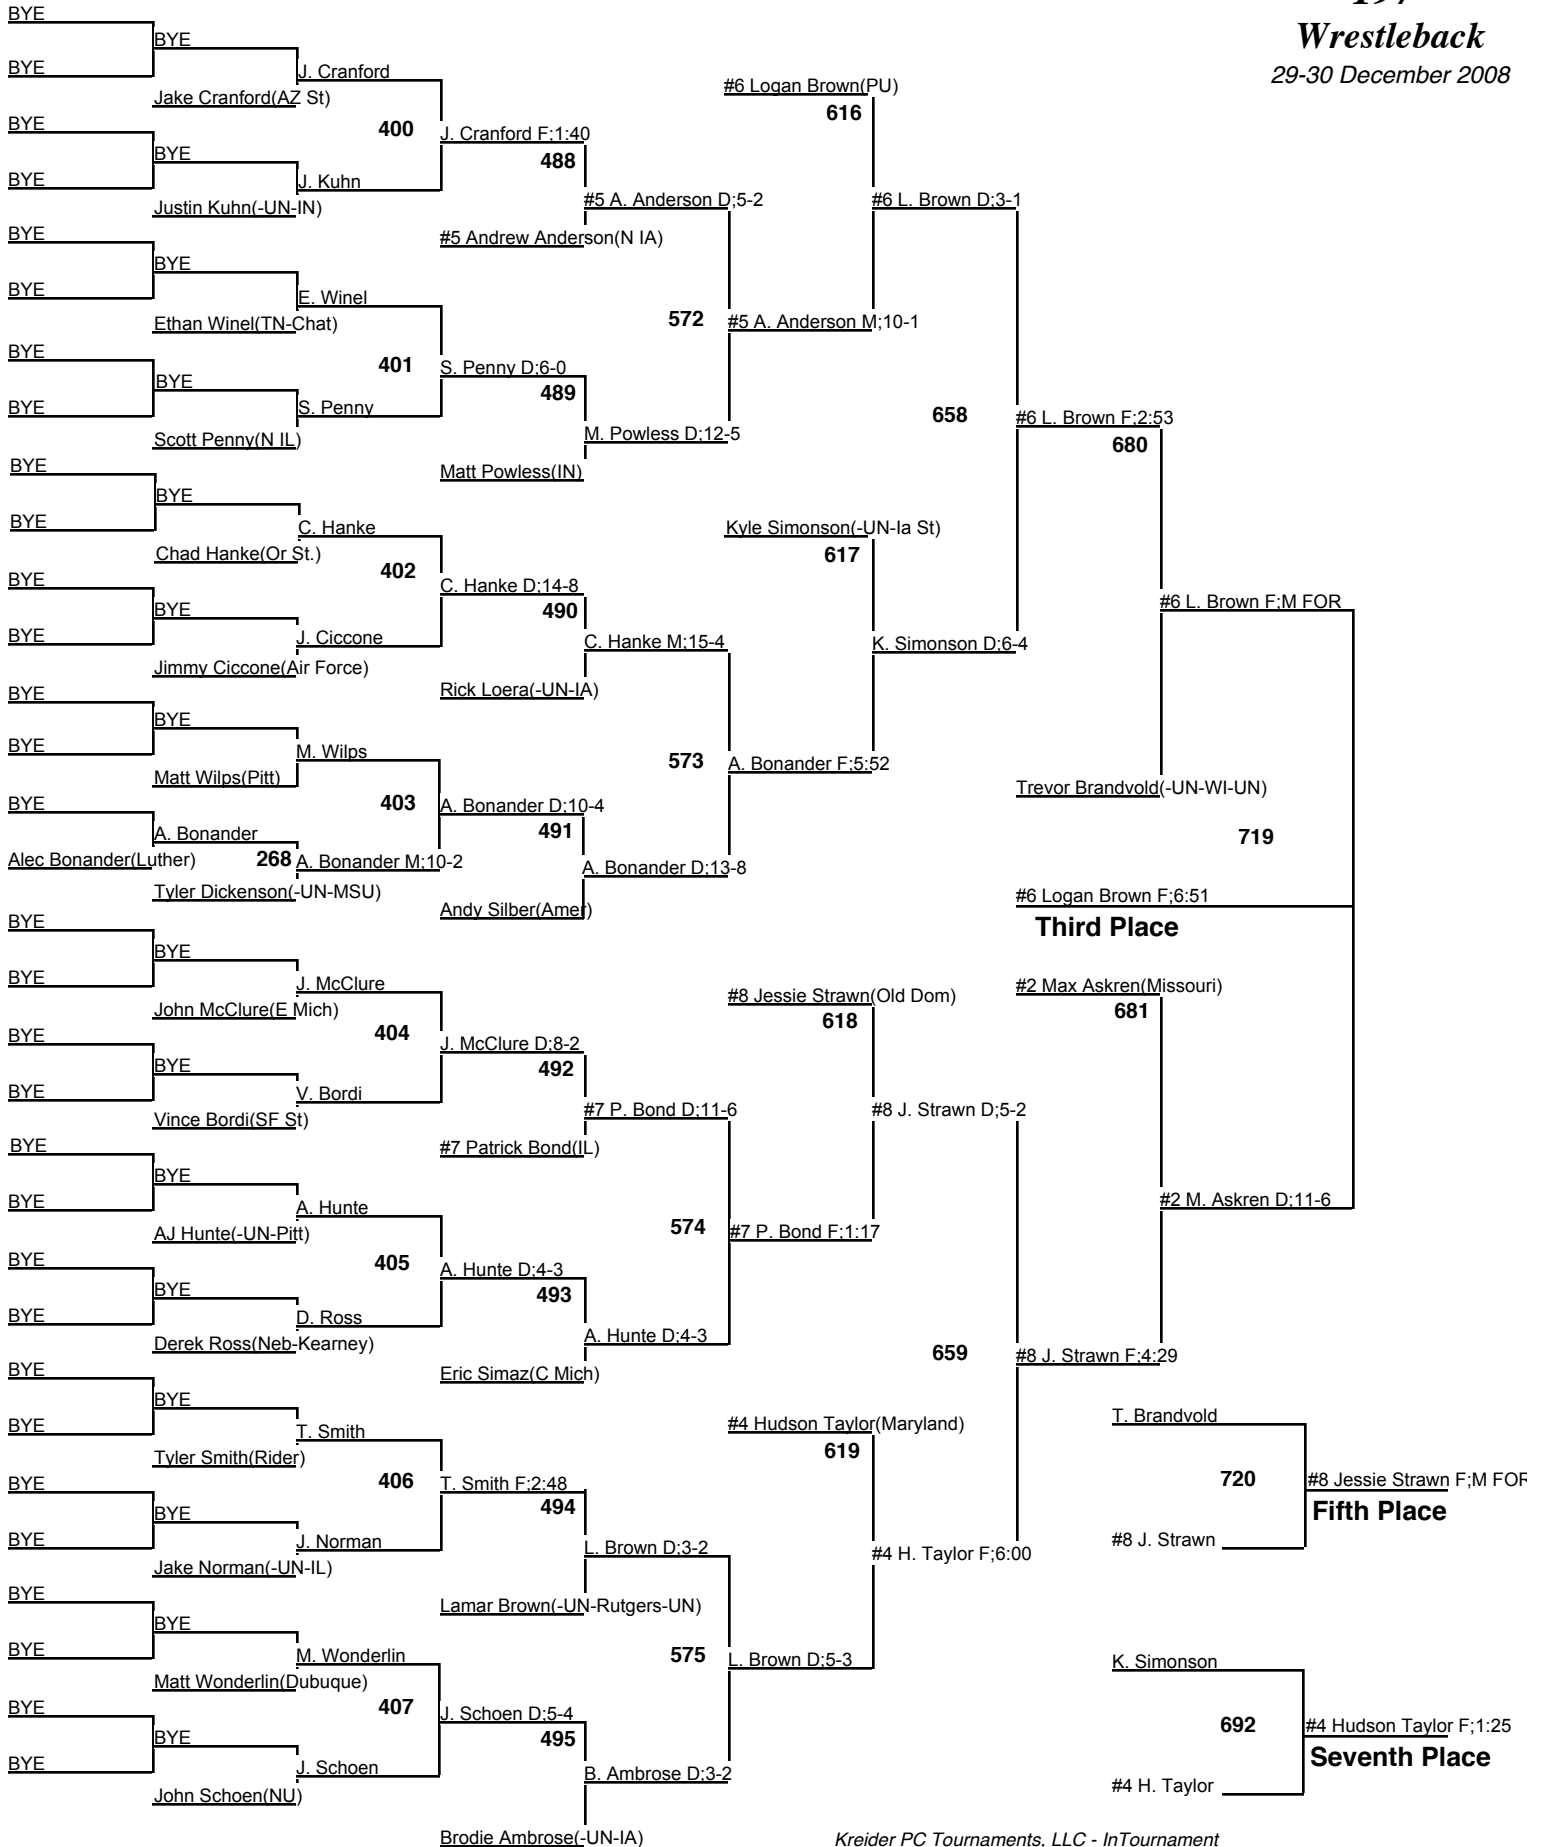 197
Wrestleback
29-30 December 2008
BYE
BYE
BYE
J. Cranford
Jake Cranford(AZ St)
400
BYE
BYE
BYE
J. Kuhn
Justin Kuhn(-UN-IN)
J. Cranford F;1:40
488
#5 A. Anderson D;5-2
#5 Andrew Anderson(N IA)
BYE
BYE
BYE
E. Winel
Ethan Winel(TN-Chat)
401
BYE
BYE
BYE
S. Penny
Scott Penny(N IL)
S. Penny D;6-0
489
M. Powless D;12-5
Matt Powless(IN)
572
#5 A. Anderson M;10-1
#6 Logan Brown(PU)
616
#6 L. Brown D;3-1
BYE
BYE
BYE
C. Hanke
Chad Hanke(Or St.)
402
BYE
BYE
BYE
J. Ciccone
Jimmy Ciccone(Air Force)
C. Hanke D;14-8
490
C. Hanke M;15-4
Rick Loera(-UN-IA)
BYE
BYE
BYE
M. Wilps
Matt Wilps(Pitt)
403
BYE
A. Bonander
Alec Bonander(Luther)
268
A. Bonander M;10-2
Tyler Dickenson(-UN-MSU)
A. Bonander D;10-4
491
A. Bonander D;13-8
Andy Silber(Amer)
573
A. Bonander F;5:52
Kyle Simonson(-UN-Ia St)
617
K. Simonson D;6-4
658
#6 L. Brown F;2:53
680
#6 L. Brown F;M FOR
Trevor Brandvold(-UN-WI-UN)
719
#6 Logan Brown F;6:51
Third Place
BYE
BYE
BYE
J. McClure
John McClure(E Mich)
404
BYE
BYE
BYE
V. Bordi
Vince Bordi(SF St)
J. McClure D;8-2
492
#7 P. Bond D;11-6
#7 Patrick Bond(IL)
BYE
BYE
BYE
A. Hunte
AJ Hunte(-UN-Pitt)
405
BYE
BYE
BYE
D. Ross
Derek Ross(Neb-Kearney)
A. Hunte D;4-3
493
A. Hunte D;4-3
Eric Simaz(C Mich)
574
#7 P. Bond F;1:17
#8 Jessie Strawn(Old Dom)
618
#8 J. Strawn D;5-2
#2 Max Askren(Missouri)
681
#2 M. Askren D;11-6
BYE
BYE
BYE
T. Smith
Tyler Smith(Rider)
406
BYE
BYE
BYE
J. Norman
Jake Norman(-UN-IL)
T. Smith F;2:48
494
L. Brown D;3-2
Lamar Brown(-UN-Rutgers-UN)
BYE
BYE
BYE
M. Wonderlin
Matt Wonderlin(Dubuque)
407
BYE
BYE
BYE
J. Schoen
John Schoen(NU)
J. Schoen D;5-4
495
B. Ambrose D;3-2
Brodie Ambrose(-UN-IA)
575
L. Brown D;5-3
#4 Hudson Taylor(Maryland)
619
#4 H. Taylor F;6:00
659
#8 J. Strawn F;4:29
T. Brandvold
720
#8 Jessie Strawn F;M FOR
Fifth Place
#8 J. Strawn
K. Simonson
692
#4 Hudson Taylor F;1:25
Seventh Place
#4 H. Taylor
Kreider PC Tournaments, LLC - InTournament